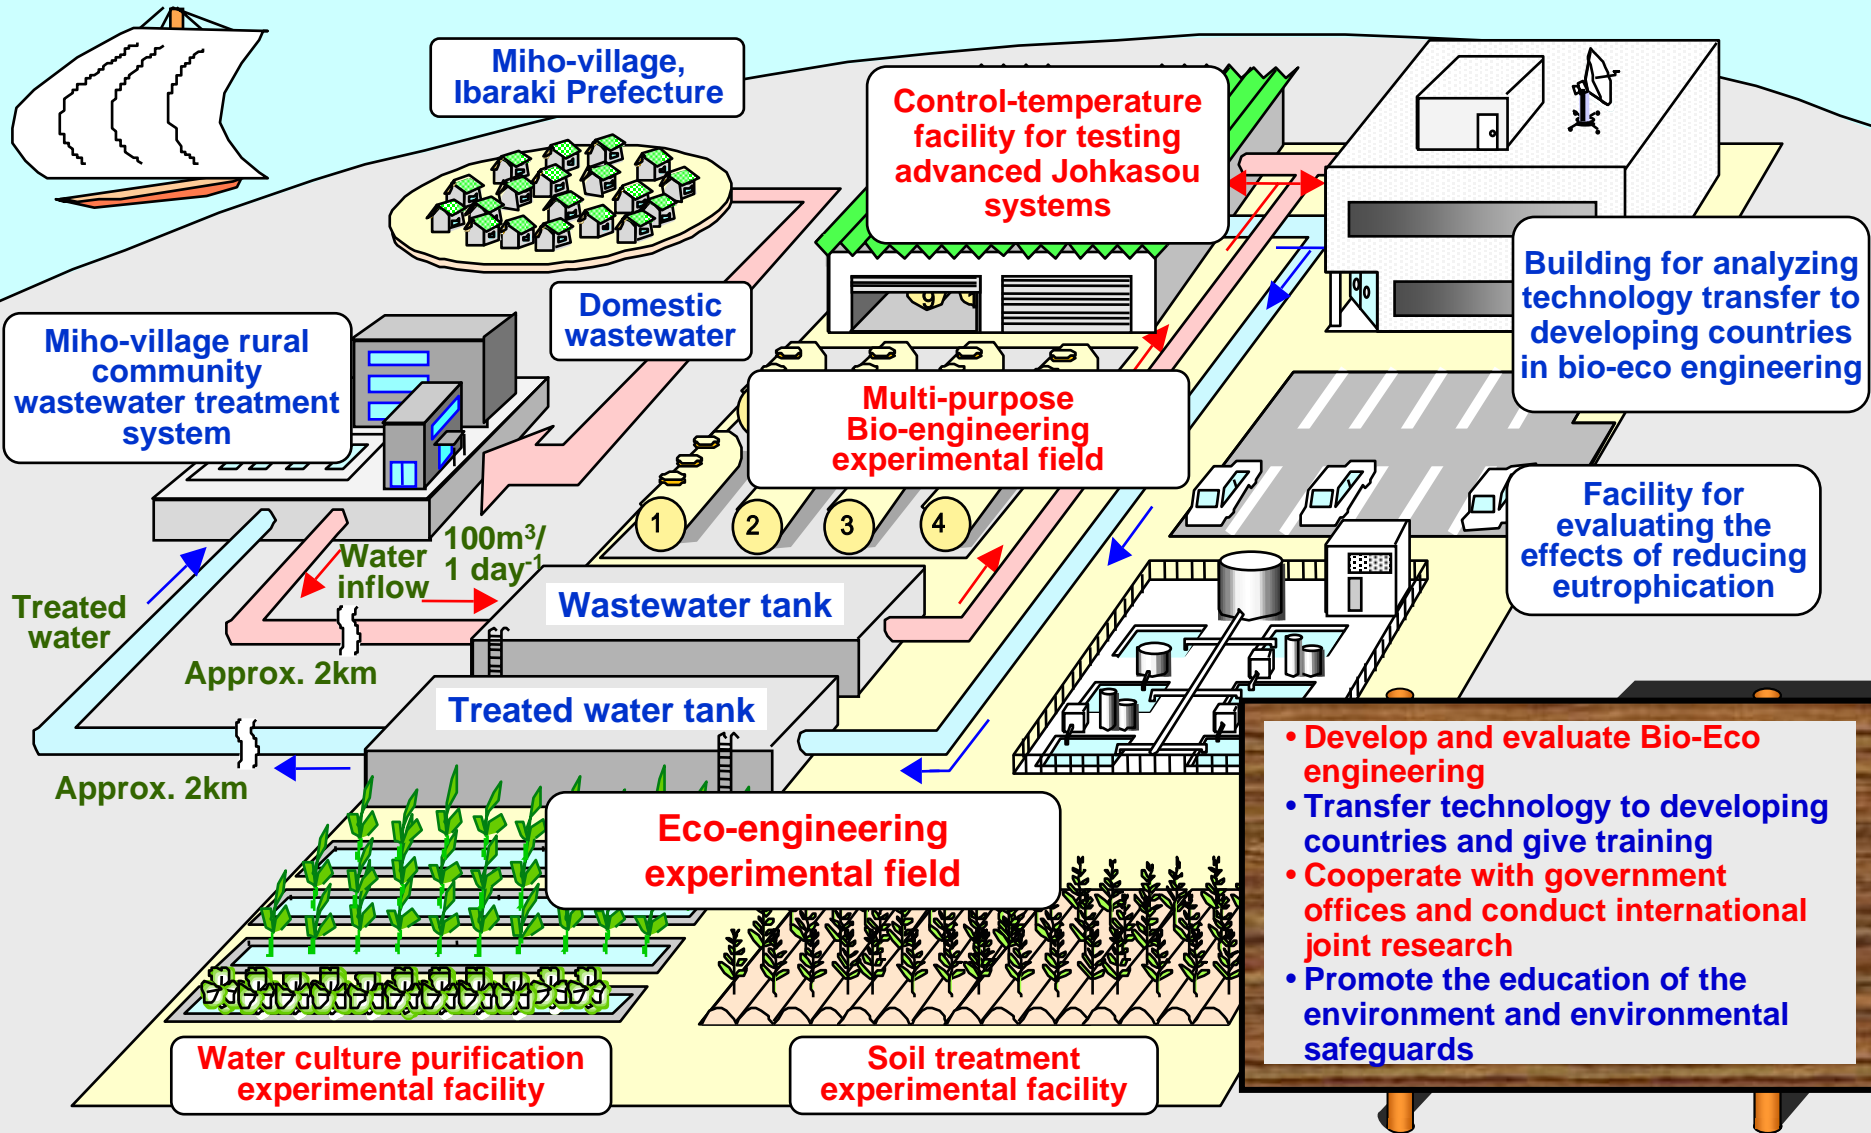 Miho-village,
Ibaraki Prefecture
Control-temperature
facility for testing
advanced Johkasou
systems
Building for analyzing
technology transfer to
developing countries
in bio-eco engineering
Domestic
wastewater
Miho-village rural
community
wastewater treatment
system
Multi-purpose
Bio-engineering
experimental field
9
1
2
3
4
Facility for
evaluating the
effects of reducing
eutrophication
Water
inflow
100m³/
1 day⁻¹
Treated
water
Approx. 2km
Wastewater tank
Treated water tank
Approx. 2km
Eco-engineering
experimental field
• Develop and evaluate Bio-Eco
engineering
• Transfer technology to developing
countries and give training
• Cooperate with government
offices and conduct international
joint research
• Promote the education of the
environment and environmental
safeguards
Water culture purification
experimental facility
Soil treatment
experimental facility